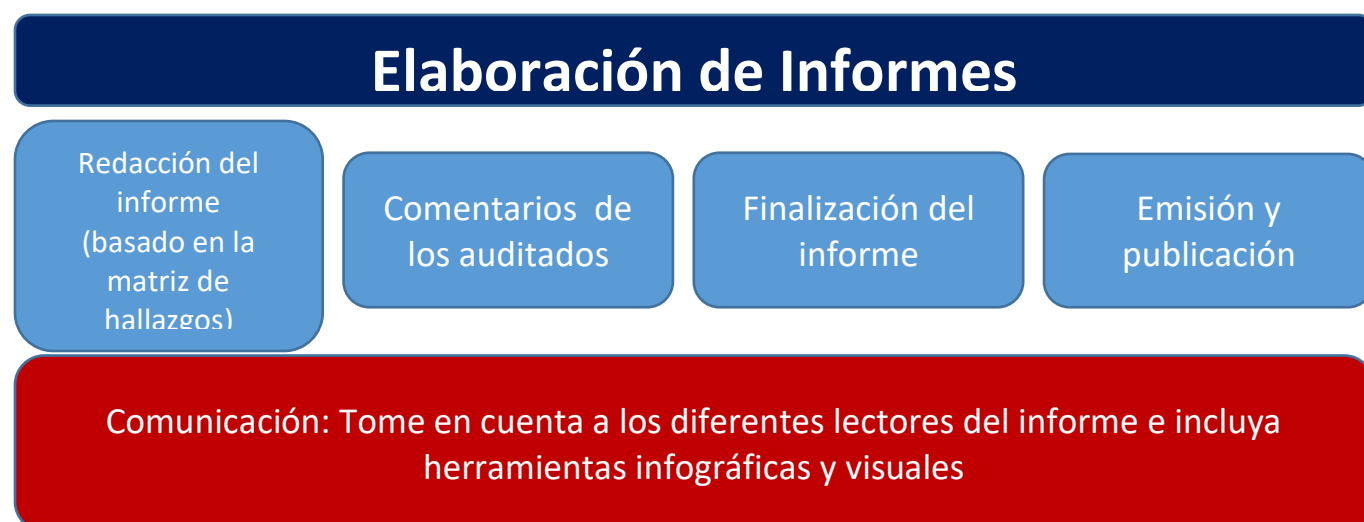 Elaboración de Informes
Redacción del
informe
(basado en la
matriz de
hallazgos)
Comentarios de
los auditados
Finalización del
informe
Emisión y
publicación
Comunicación: Tome en cuenta a los diferentes lectores del informe e incluya
herramientas infográficas y visuales